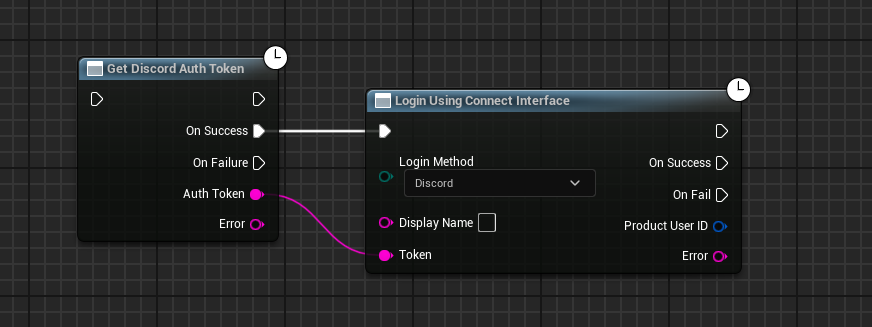 Get Discord Auth Token
On Success
On Failure
Auth Token
Error
Login Using Connect Interface
Login Method
Discord
Display Name
Token
On Success
On Fail
Product User ID
Error